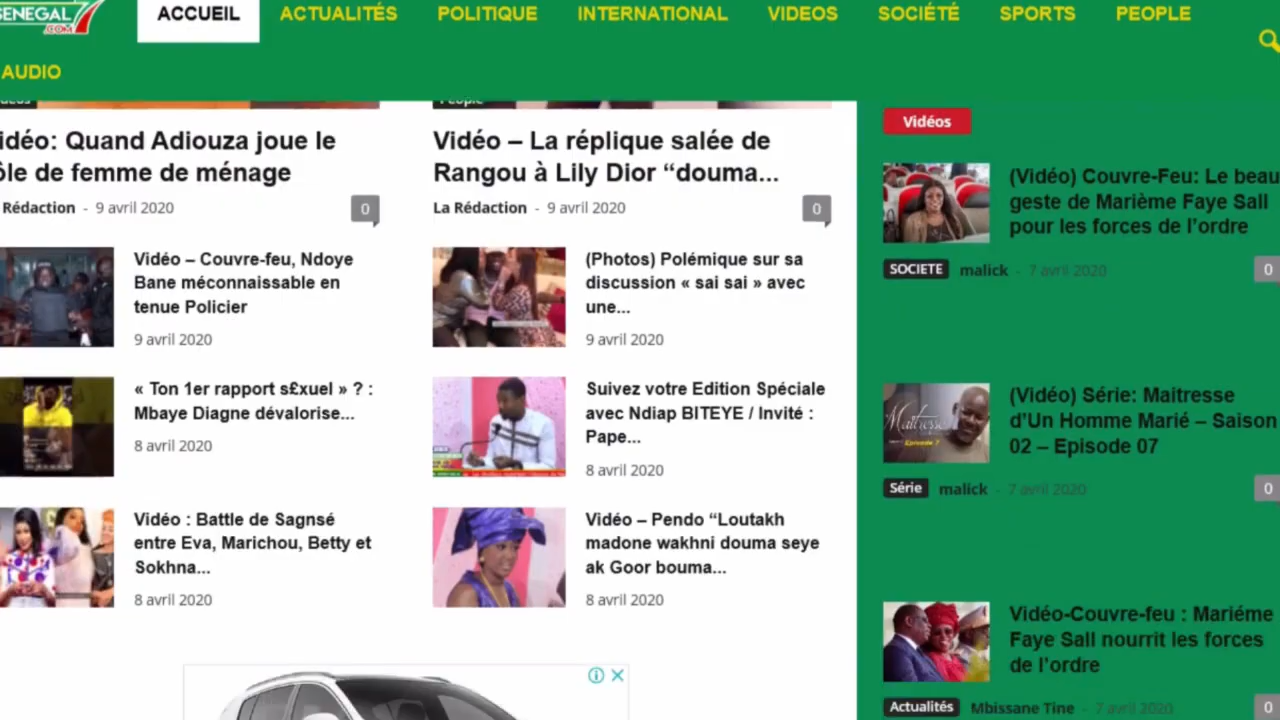 SENEGAL7
.COM
ACCUEIL
ACTUALITÉS
POLITIQUE
INTERNATIONAL
VIDEOS
SOCIÉTÉ
SPORTS
PEOPLE
AUDIO
People
idéo: Quand Adiouza joue le
ôle de femme de ménage
Rédaction - 9 avril 2020
0
Vidéo – La réplique salée de
Rangou à Lily Dior “douma...
La Rédaction - 9 avril 2020
0
Vidéo – Couvre-feu, Ndoye
Bane méconnaissable en
tenue Policier
9 avril 2020
(Photos) Polémique sur sa
discussion « sai sai » avec
une...
9 avril 2020
« Ton 1er rapport s£xuel » ? :
Mbaye Diagne dévalorise...
8 avril 2020
Suivez votre Edition Spéciale
avec Ndiap BITEYE / Invité :
Pape...
8 avril 2020
Vidéo : Battle de Sagnsé
entre Eva, Marichou, Betty et
Sokhna...
8 avril 2020
Vidéo – Pendo “Loutakh
madone wakhni douma seye
ak Goor bouma...
8 avril 2020
Vidéos
(Vidéo) Couvre-Feu: Le beau
geste de Marième Faye Sall
pour les forces de l’ordre
SOCIETE malick - 7 avril 2020
0
Maitresse
Episode 7
(Vidéo) Série: Maitresse
d’Un Homme Marié – Saison
02 – Episode 07
Série malick - 7 avril 2020
0
Vidéo-Couvre-feu : Mariéme
Faye Sall nourrit les forces
de l’ordre
Actualités Mbissane Tine - 7 avril 2020
0